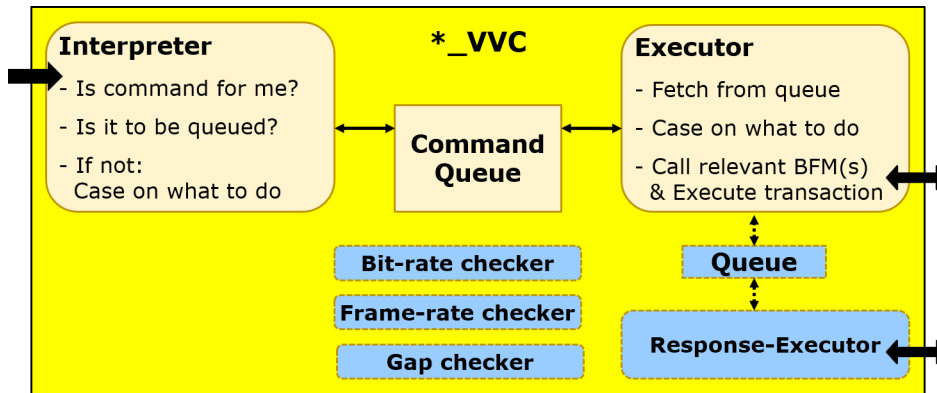 *_VVC
Interpreter
- Is command for me?
- Is it to be queued?
- If not:
Case on what to do
Command
Queue
Executor
- Fetch from queue
- Case on what to do
- Call relevant BFM(s)
& Execute transaction
Bit-rate checker
Frame-rate checker
Gap checker
Queue
Response-Executor